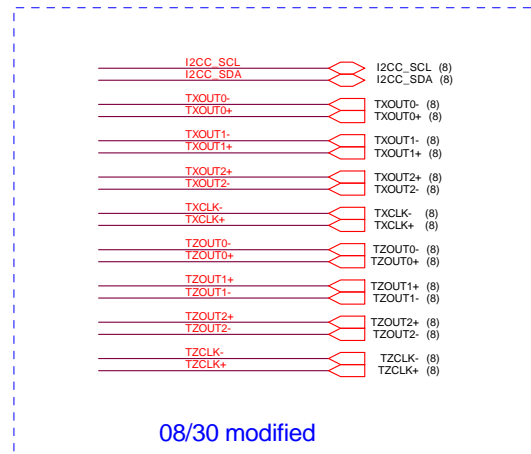 I2CC_SCL I2CC_SCL (8)
I2CC_SDA I2CC_SDA (8)
TXOUT0- TXOUT0- (8)
TXOUT0+ TXOUT0+ (8)
TXOUT1- TXOUT1- (8)
TXOUT1+ TXOUT1+ (8)
TXOUT2+ TXOUT2+ (8)
TXOUT2- TXOUT2- (8)
TXCLK- TXCLK- (8)
TXCLK+ TXCLK+ (8)
TZOUT0- TZOUT0- (8)
TZOUT0+ TZOUT0+ (8)
TZOUT1+ TZOUT1+ (8)
TZOUT1- TZOUT1- (8)
TZOUT2+ TZOUT2+ (8)
TZOUT2- TZOUT2- (8)
TZCLK- TZCLK- (8)
TZCLK+ TZCLK+ (8)
08/30 modified